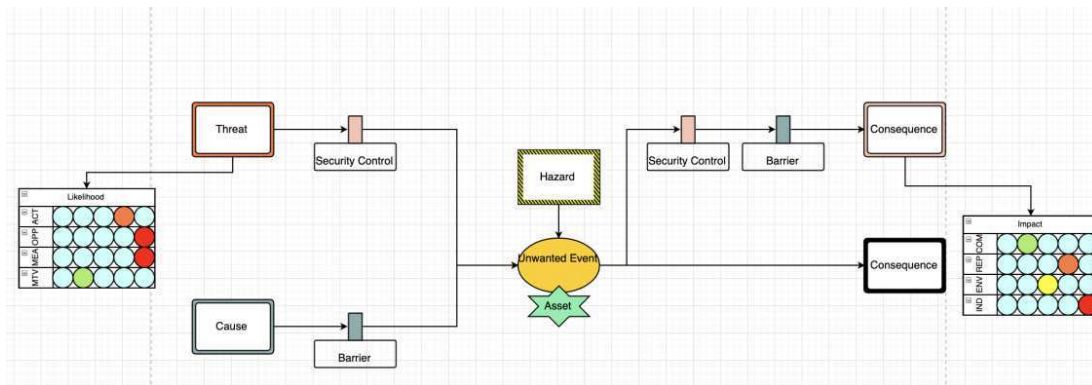 Threat
Security Control
Likelihood
ACT
OPP
MEA
MTV
Cause
Barrier
Hazard
Unwanted Event
Asset
Security Control
Barrier
Consequence
Consequence
Impact
COM
REP
ENV
IND